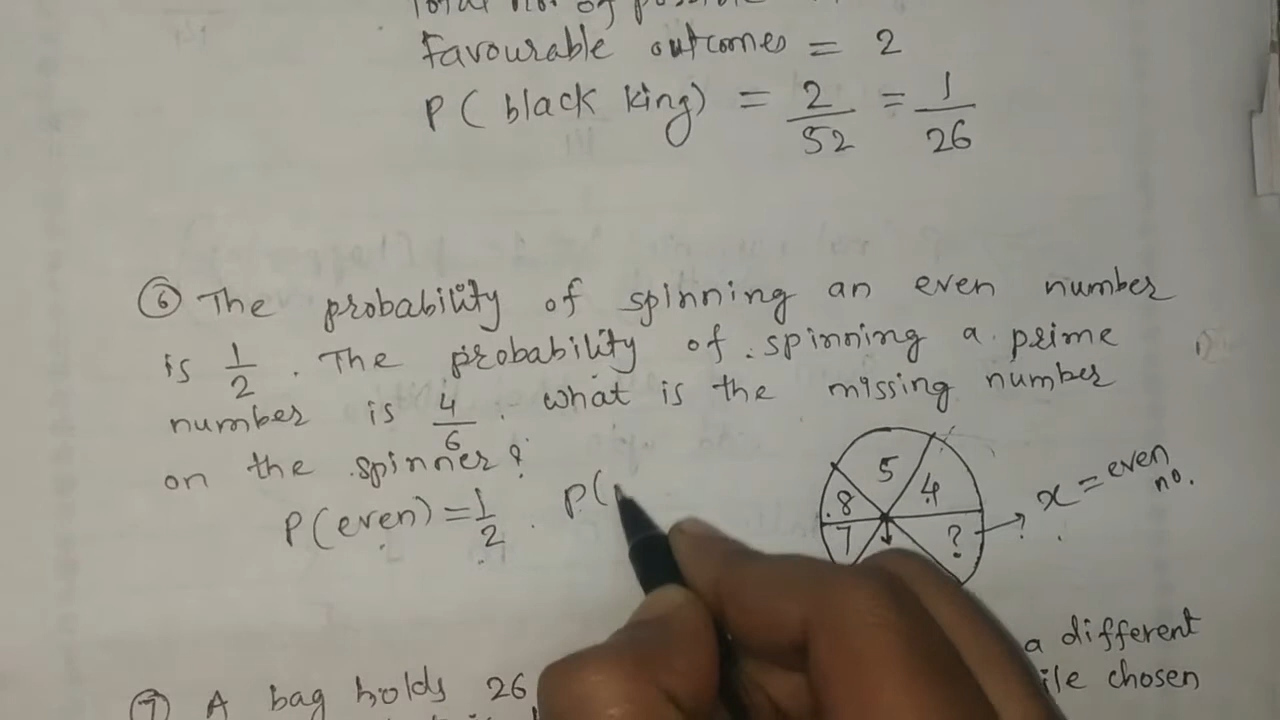 Favourable outcomes = 2
P( black king) = 2/52 = 1/26
⑥ The probability of spinning an even number
is 1/2. The probability of spinning a prime
number is 4/6. what is the missing number
on the spinner?
P(even) = 1/2. P(
5
8 4
7 ? → x = even no.
⑦ A bag holds 26 a different
chosen